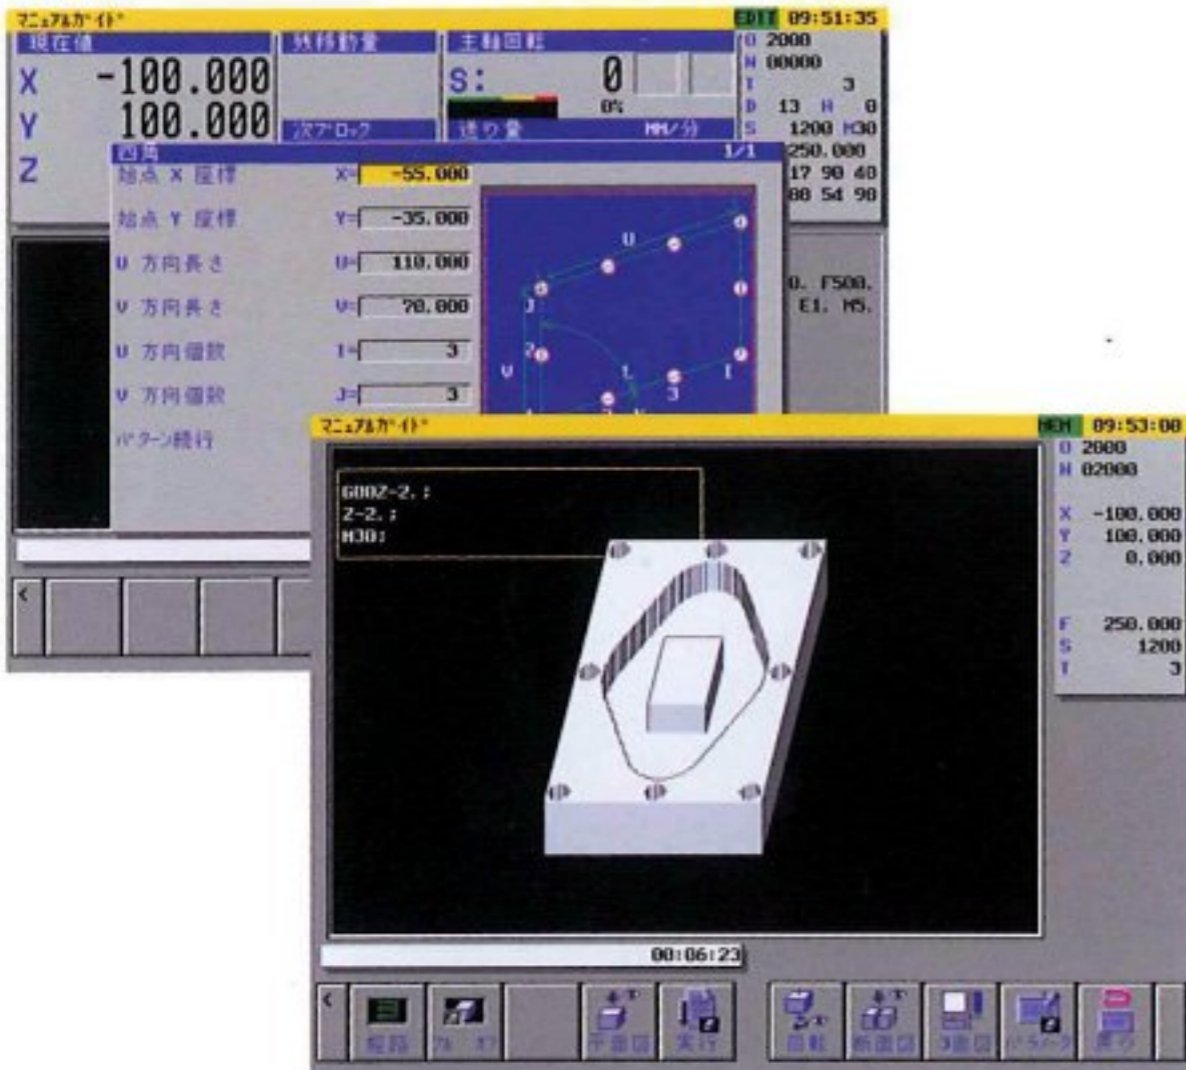 マニュアルガイド EDIT 09:51:35
現在値 残移動量 主軸回転
X -100.000
Y 100.000
Z
S: 0
0%
次ブロック 送り量 MM/分
O 2000
N 00000
T 3
D 13 H 0
S 1200 M30
250.000
17 90 40
80 54 98
四角 1/1
始点 X 座標 X= -55.000
始点 Y 座標 Y= -35.000
U 方向長さ U= 110.000
V 方向長さ V= 70.000
U 方向個数 I= 3
V 方向個数 J= 3
パターン続行
U
J
2
V
L
3
I
0. F500.
E1. M5.
<
マニュアルガイド MEM 09:53:00
O 2000
N 02000
X -100.000
Y 100.000
Z 0.000
F 250.000
S 1200
T 3
G00Z-2.;
Z-2.;
M30;
00:06:23
< 経路 平面図 実行 回転 断面図 3面図 パラメータ 戻り